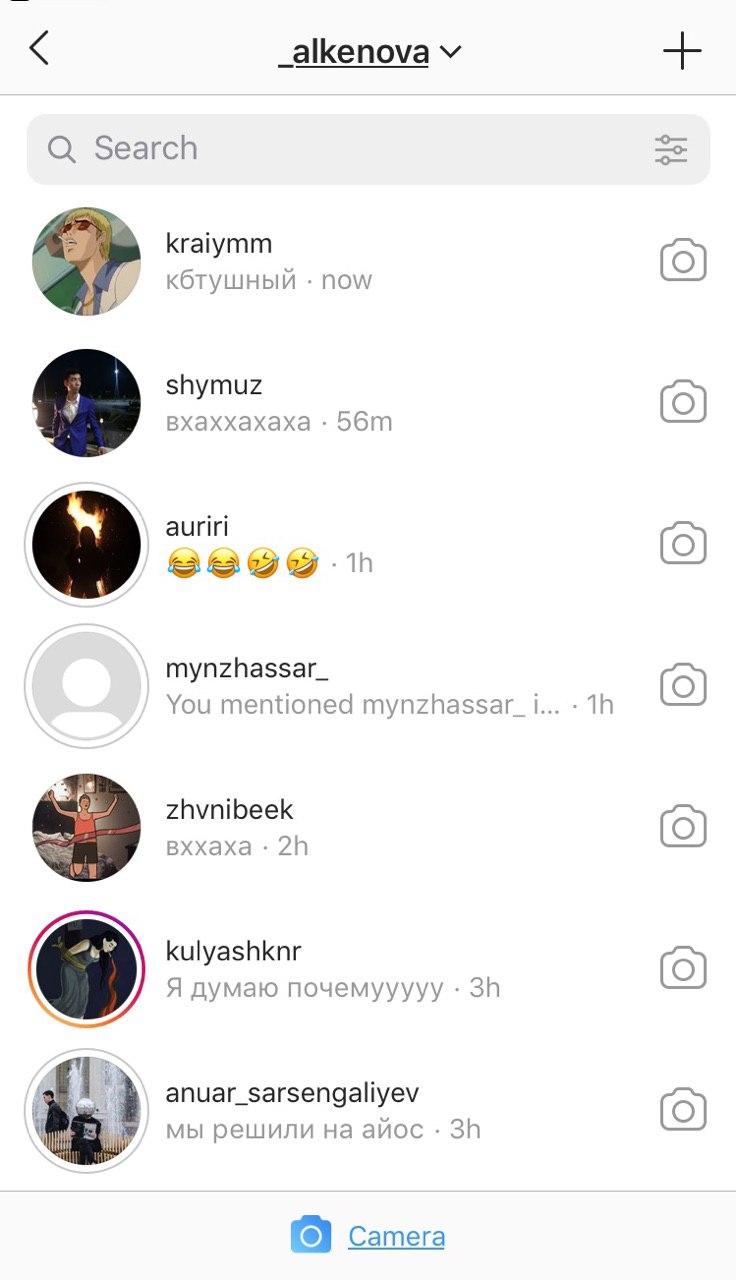 _alkenova
Search
kraiymm
кбтушный · now
shymuz
вхаххахаха · 56m
auriri
😂😂🤣🤣 · 1h
mynzhassar_
You mentioned mynzhassar_ i... · 1h
zhvnibeek
вххаха · 2h
kulyashknr
Я думаю почемууууу · 3h
anuar_sarsengaliyev
мы решили на айос · 3h
Camera